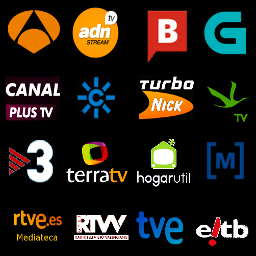 adn tv
STREAM
B
G
CANAL
PLUS TV
C
TURBO
NICK
TV
3
terratv
hogarutil
[M]
rtve.es
Mediateca
RTVV
tve
eitb